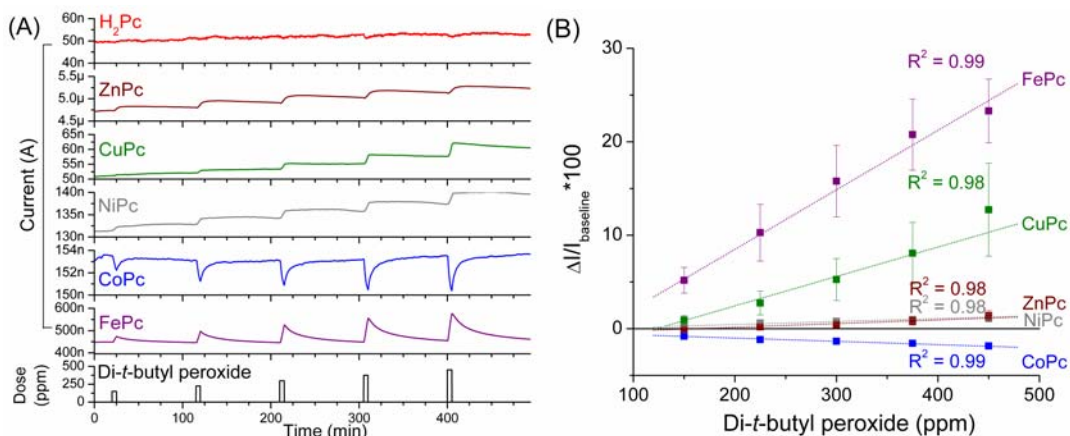 (A)
60n
H₂Pc
50n
40n
5.5μ
ZnPc
5.0μ
4.5μ
65n
60n
CuPc
55n
50n
140n
NiPc
135n
130n
154n
152n
CoPc
150n
600n
FePc
500n
400n
Current (A)
500
Di-t-butyl peroxide
250
0
Dose
(ppm)
0 100 200 300 400
Time (min)
(B)
30
20
10
0
ΔI/I baseline*100
R² = 0.99
FePc
R² = 0.98
CuPc
R² = 0.98
ZnPc
R² = 0.98
NiPc
R² = 0.99
CoPc
100 200 300 400 500
Di-t-butyl peroxide (ppm)